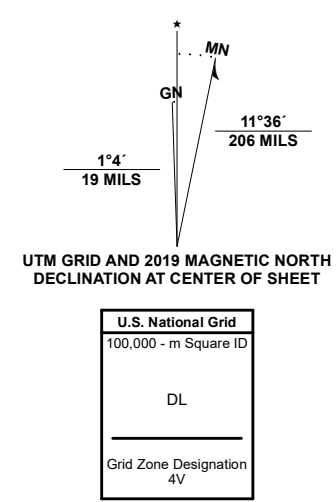 ★
MN
GN
11°36´
206 MILS
1°4´
19 MILS
UTM GRID AND 2019 MAGNETIC NORTH
DECLINATION AT CENTER OF SHEET
U.S. National Grid
100,000 - m Square ID
DL
Grid Zone Designation
4V